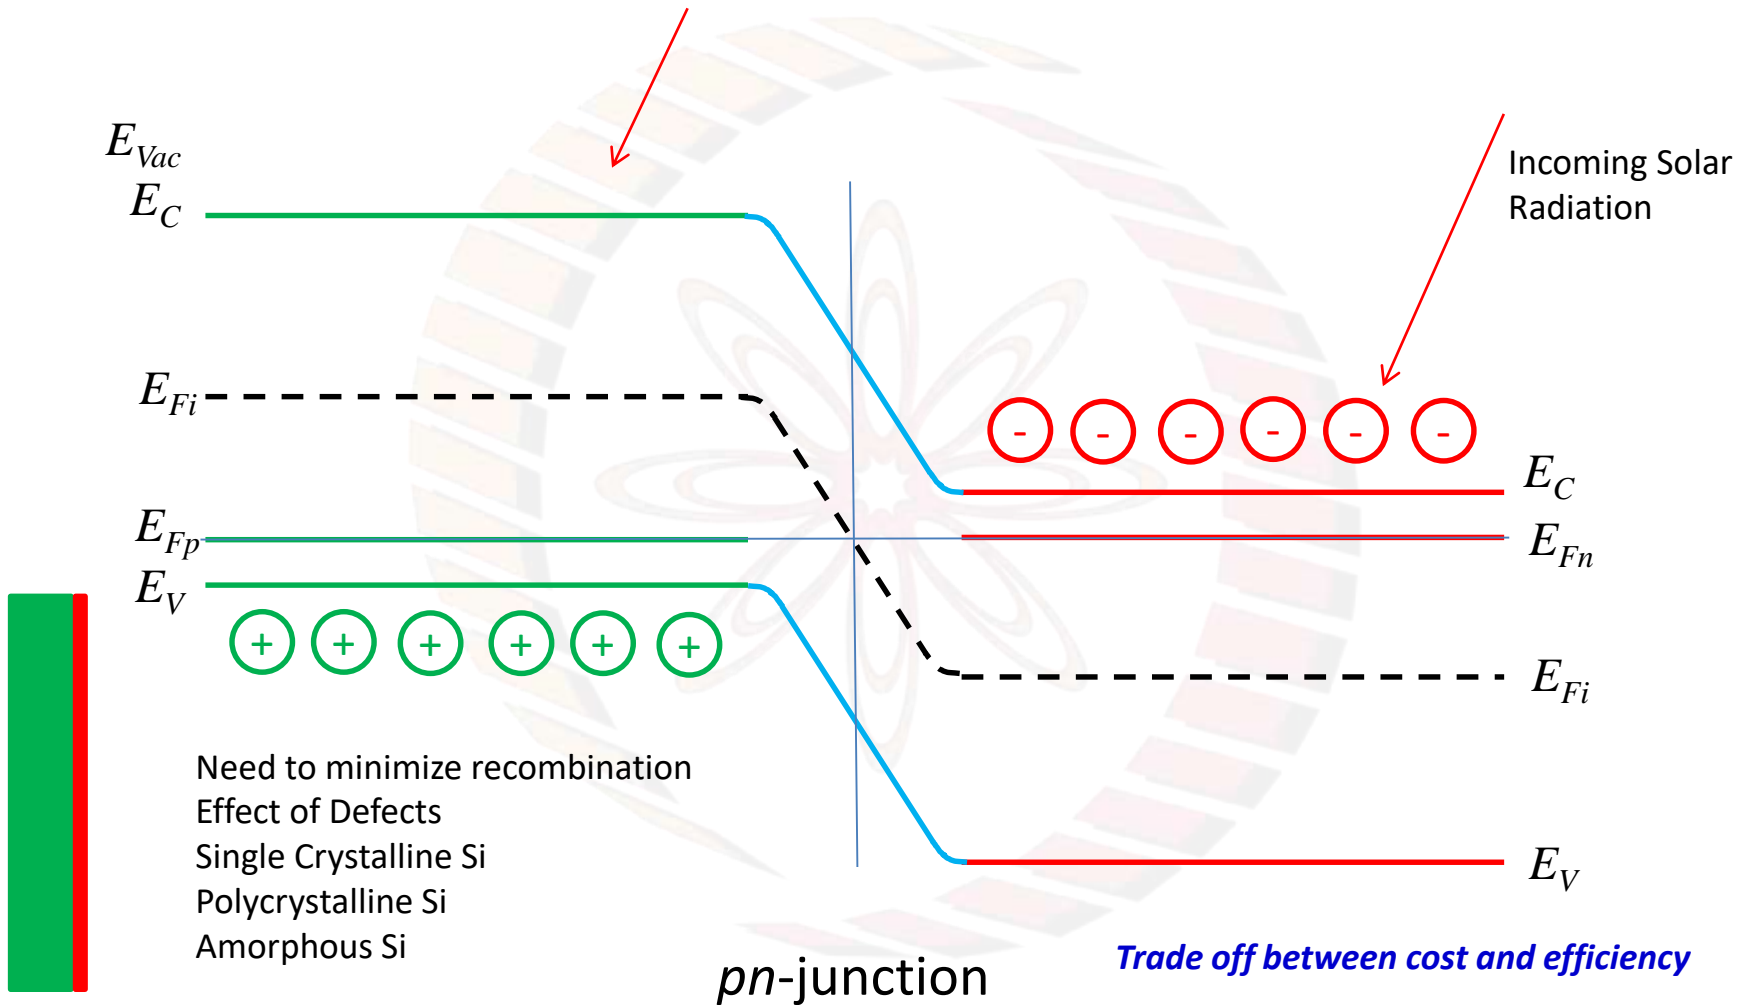 E_Vac
E_C
Incoming Solar
Radiation
E_Fi
- - - - - -
E_C
E_Fp
E_Fn
E_V
+ + + + + +
E_Fi
Need to minimize recombination
Effect of Defects
Single Crystalline Si
Polycrystalline Si
Amorphous Si
E_V
Trade off between cost and efficiency
pn-junction